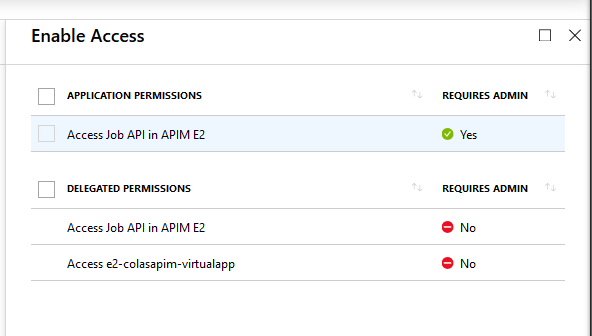 Enable Access
APPLICATION PERMISSIONS REQUIRES ADMIN
Access Job API in APIM E2 Yes
DELEGATED PERMISSIONS REQUIRES ADMIN
Access Job API in APIM E2 No
Access e2-colasapim-virtualapp No